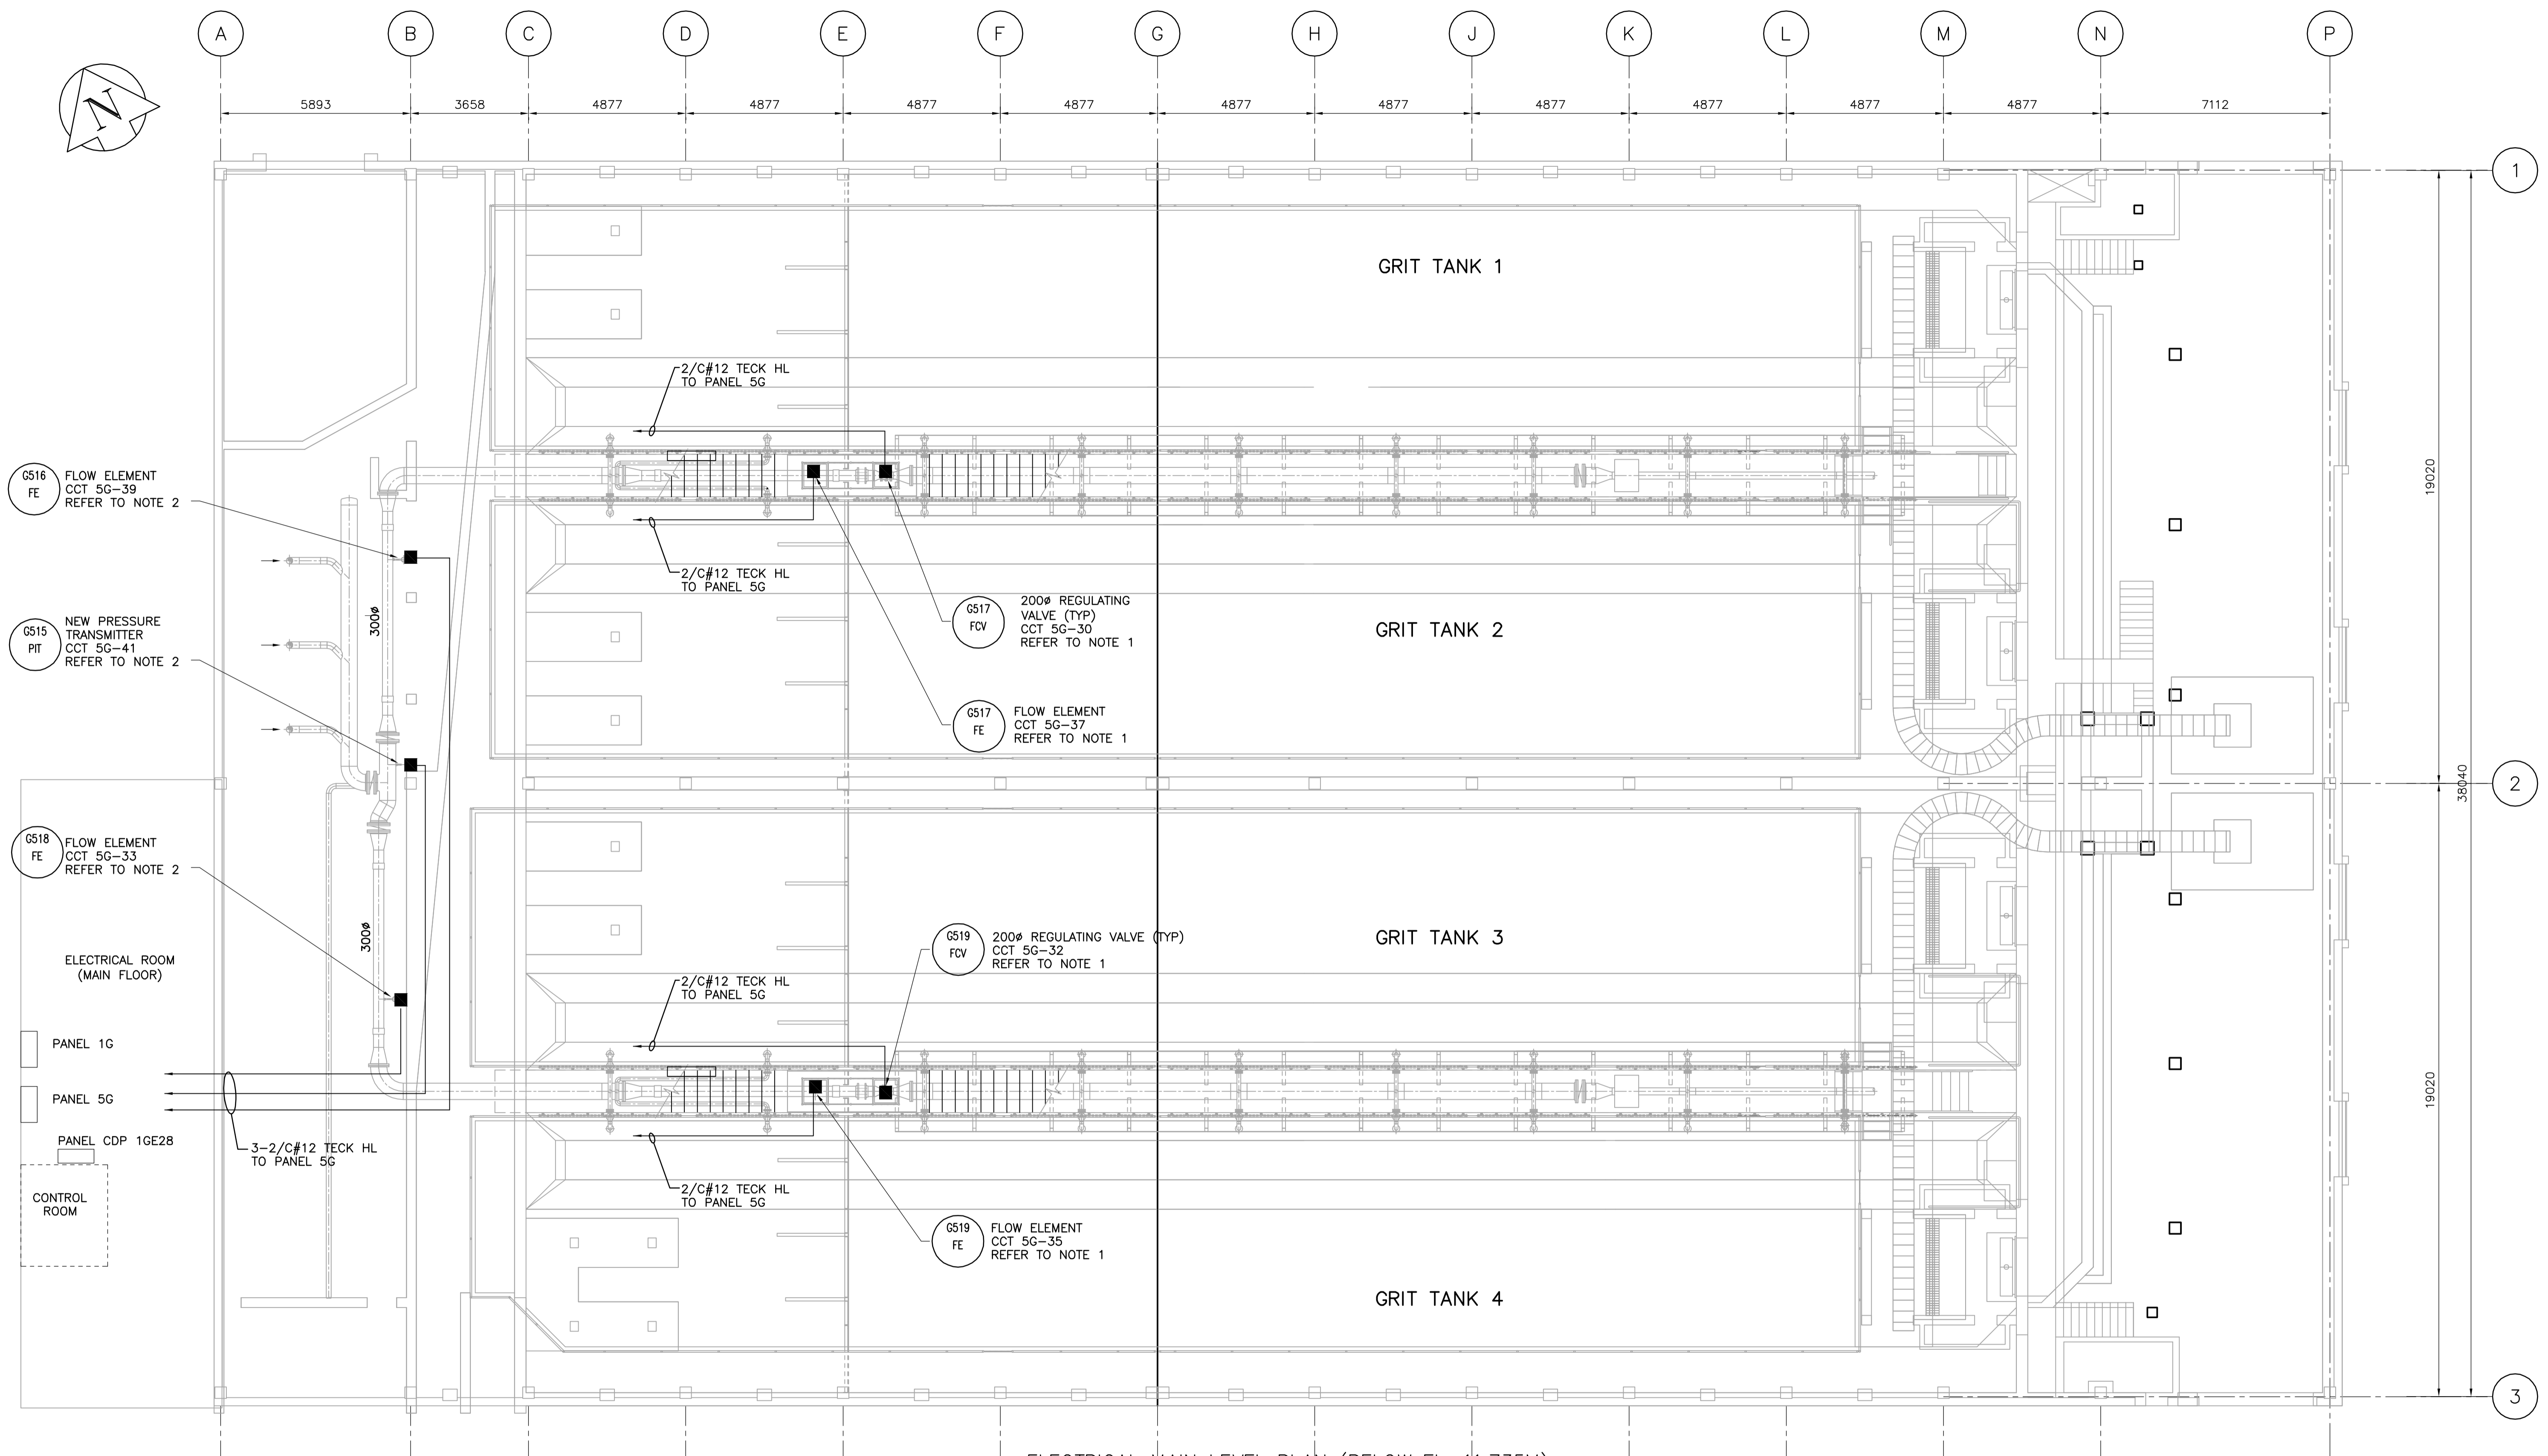 A B C D E F G H J K L M N P
N
5893 3658 4877 4877 4877 4877 4877 4877 4877 4877 4877 4877 7112
1
GRIT TANK 1
2/C#12 TECK HL
TO PANEL 5G
G516
FE
FLOW ELEMENT
CCT 5G-39
REFER TO NOTE 2
19020
300ø
2/C#12 TECK HL
TO PANEL 5G
G517
FCV
200ø REGULATING
VALVE (TYP)
CCT 5G-30
REFER TO NOTE 1
GRIT TANK 2
G515
PIT
NEW PRESSURE
TRANSMITTER
CCT 5G-41
REFER TO NOTE 2
G517
FE
FLOW ELEMENT
CCT 5G-37
REFER TO NOTE 1
2
38040
G518
FE
FLOW ELEMENT
CCT 5G-33
REFER TO NOTE 2
300ø
G519
FCV
200ø REGULATING VALVE (TYP)
CCT 5G-32
REFER TO NOTE 1
GRIT TANK 3
ELECTRICAL ROOM
(MAIN FLOOR)
2/C#12 TECK HL
TO PANEL 5G
PANEL 1G
PANEL 5G
19020
PANEL CDP 1GE28
3-2/C#12 TECK HL
TO PANEL 5G
2/C#12 TECK HL
TO PANEL 5G
CONTROL
ROOM
G519
FE
FLOW ELEMENT
CCT 5G-35
REFER TO NOTE 1
GRIT TANK 4
3
ELECTRICAL MAIN LEVEL PLAN (BELOW EL.